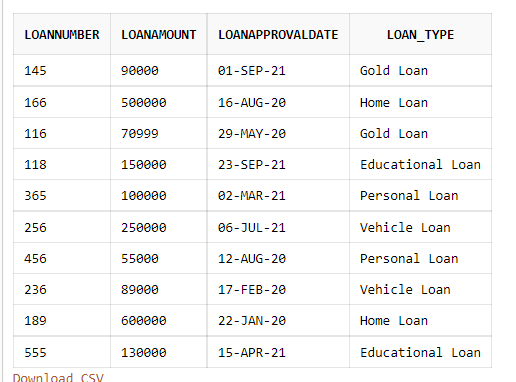 LOANNUMBER LOANAMOUNT LOANAPPROVALDATE LOAN_TYPE
145 90000 01-SEP-21 Gold Loan
166 500000 16-AUG-20 Home Loan
116 70999 29-MAY-20 Gold Loan
118 150000 23-SEP-21 Educational Loan
365 100000 02-MAR-21 Personal Loan
256 250000 06-JUL-21 Vehicle Loan
456 55000 12-AUG-20 Personal Loan
236 89000 17-FEB-20 Vehicle Loan
189 600000 22-JAN-20 Home Loan
555 130000 15-APR-21 Educational Loan
Download CSV